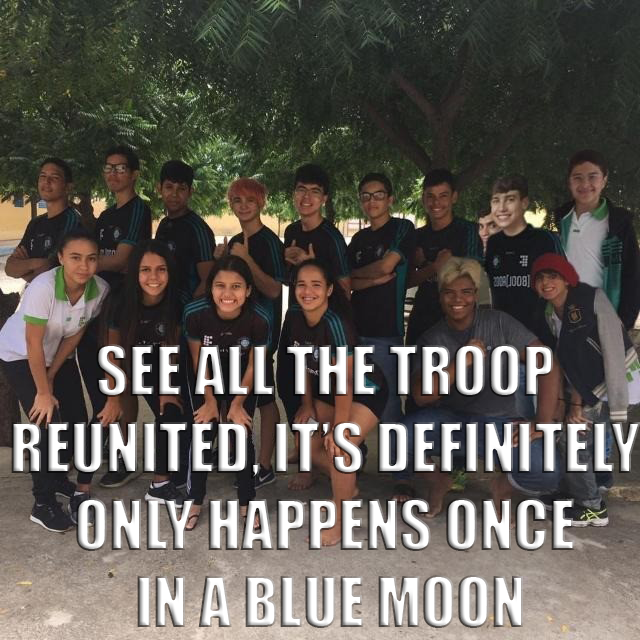 SEE ALL THE TROOP
REUNITED, IT'S DEFINITELY
ONLY HAPPENS ONCE
IN A BLUE MOON